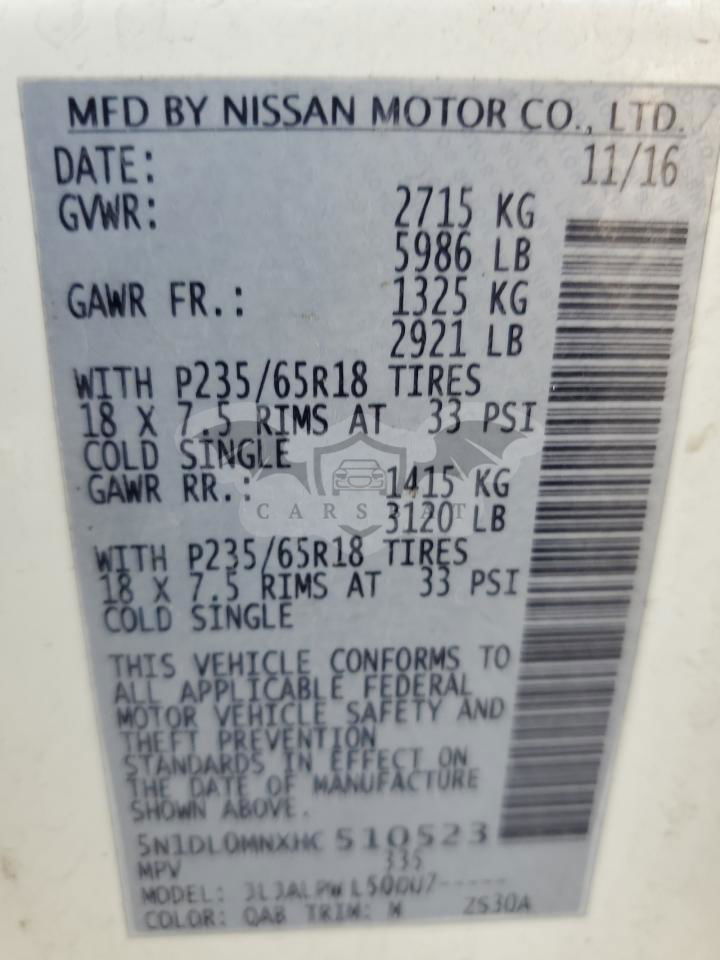 MFD BY NISSAN MOTOR CO., LTD.
DATE: 11/16
GVWR: 2715 KG
5986 LB
GAWR FR.: 1325 KG
2921 LB
WITH P235/65R18 TIRES
18 X 7.5 RIMS AT 33 PSI
COLD SINGLE
GAWR RR.: 1415 KG
3120 LB
WITH P235/65R18 TIRES
18 X 7.5 RIMS AT 33 PSI
COLD SINGLE
THIS VEHICLE CONFORMS TO
ALL APPLICABLE FEDERAL
MOTOR VEHICLE SAFETY AND
THEFT PREVENTION
STANDARDS IN EFFECT ON
THE DATE OF MANUFACTURE
SHOWN ABOVE.
5N1DL0MNXHC 510523
MPV 335
MODEL:
COLOR: QAB TRIM: ZS30A